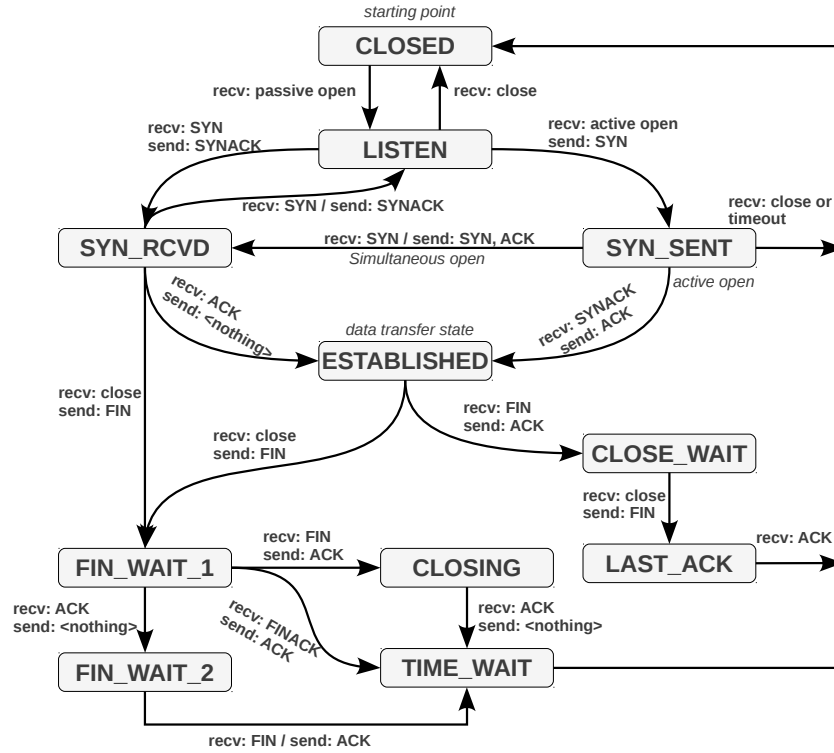 starting point
CLOSED
recv: passive open
recv: close
recv: SYN
send: SYNACK
LISTEN
recv: active open
send: SYN
recv: SYN / send: SYNACK
recv: close or
timeout
SYN_RCVD
recv: SYN / send: SYN, ACK
Simultaneous open
SYN_SENT
active open
recv: ACK
send: <nothing>
data transfer state
ESTABLISHED
recv: SYNACK
send: ACK
recv: close
send: FIN
recv: FIN
send: ACK
recv: close
send: FIN
CLOSE_WAIT
recv: close
send: FIN
FIN_WAIT_1
recv: FIN
send: ACK
CLOSING
LAST_ACK
recv: ACK
recv: ACK
send: <nothing>
recv: FINACK
send: ACK
recv: ACK
send: <nothing>
FIN_WAIT_2
TIME_WAIT
recv: FIN / send: ACK